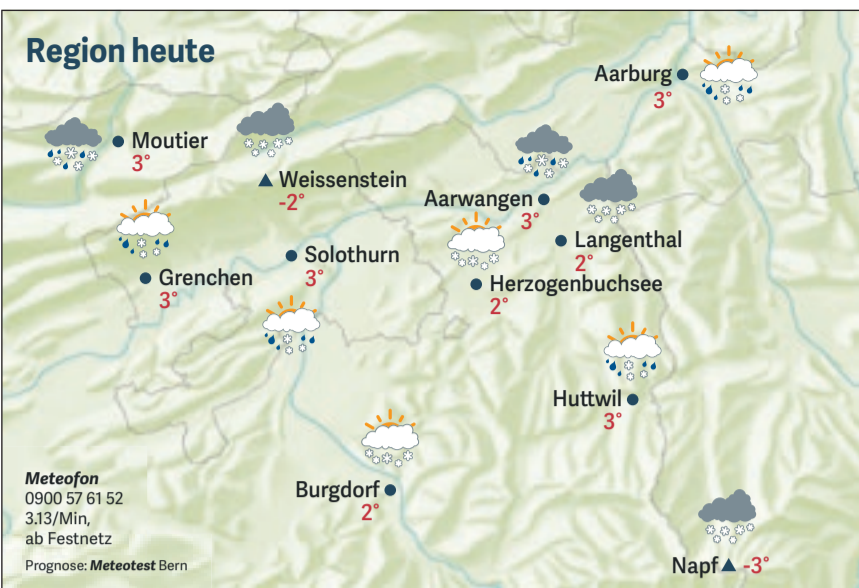 Region heute
Aarburg
3°
Moutier
3°
Weissenstein
-2°
Aarwangen
3°
Langenthal
2°
Solothurn
3°
Grenchen
3°
Herzogenbuchsee
2°
Huttwil
3°
Burgdorf
2°
Napf -3°
Meteofon
0900 57 61 52
3.13/Min,
ab Festnetz
Prognose: Meteotest Bern